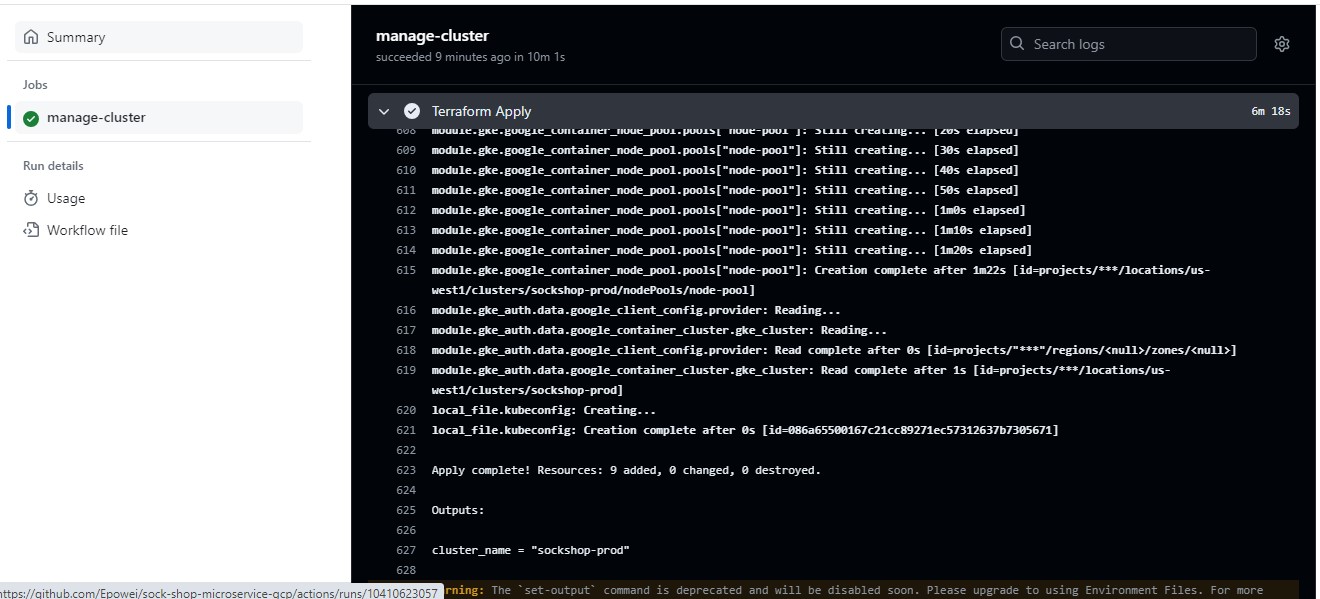 Summary
Jobs
manage-cluster
Run details
Usage
Workflow file
manage-cluster
succeeded 9 minutes ago in 10m 1s
Search logs
Terraform Apply 6m 18s
608 module.gke.google_container_node_pool.pools["node-pool"]: Still creating... [20s elapsed]
609 module.gke.google_container_node_pool.pools["node-pool"]: Still creating... [30s elapsed]
610 module.gke.google_container_node_pool.pools["node-pool"]: Still creating... [40s elapsed]
611 module.gke.google_container_node_pool.pools["node-pool"]: Still creating... [50s elapsed]
612 module.gke.google_container_node_pool.pools["node-pool"]: Still creating... [1m0s elapsed]
613 module.gke.google_container_node_pool.pools["node-pool"]: Still creating... [1m10s elapsed]
614 module.gke.google_container_node_pool.pools["node-pool"]: Still creating... [1m20s elapsed]
615 module.gke.google_container_node_pool.pools["node-pool"]: Creation complete after 1m22s [id=projects/***/locations/us-
west1/clusters/sockshop-prod/nodePools/node-pool]
616 module.gke_auth.data.google_client_config.provider: Reading...
617 module.gke_auth.data.google_container_cluster.gke_cluster: Reading...
618 module.gke_auth.data.google_client_config.provider: Read complete after 0s [id=projects/"***"/regions/<null>/zones/<null>]
619 module.gke_auth.data.google_container_cluster.gke_cluster: Read complete after 1s [id=projects/***/locations/us-
west1/clusters/sockshop-prod]
620 local_file.kubeconfig: Creating...
621 local_file.kubeconfig: Creation complete after 0s [id=086a65500167c21cc89271ec57312637b7305671]
622
623 Apply complete! Resources: 9 added, 0 changed, 0 destroyed.
624
625 Outputs:
626
627 cluster_name = "sockshop-prod"
628
rning: The `set-output` command is deprecated and will be disabled soon. Please upgrade to using Environment Files. For more
https://github.com/Epowei/sock-shop-microservice-gcp/actions/runs/10410623057